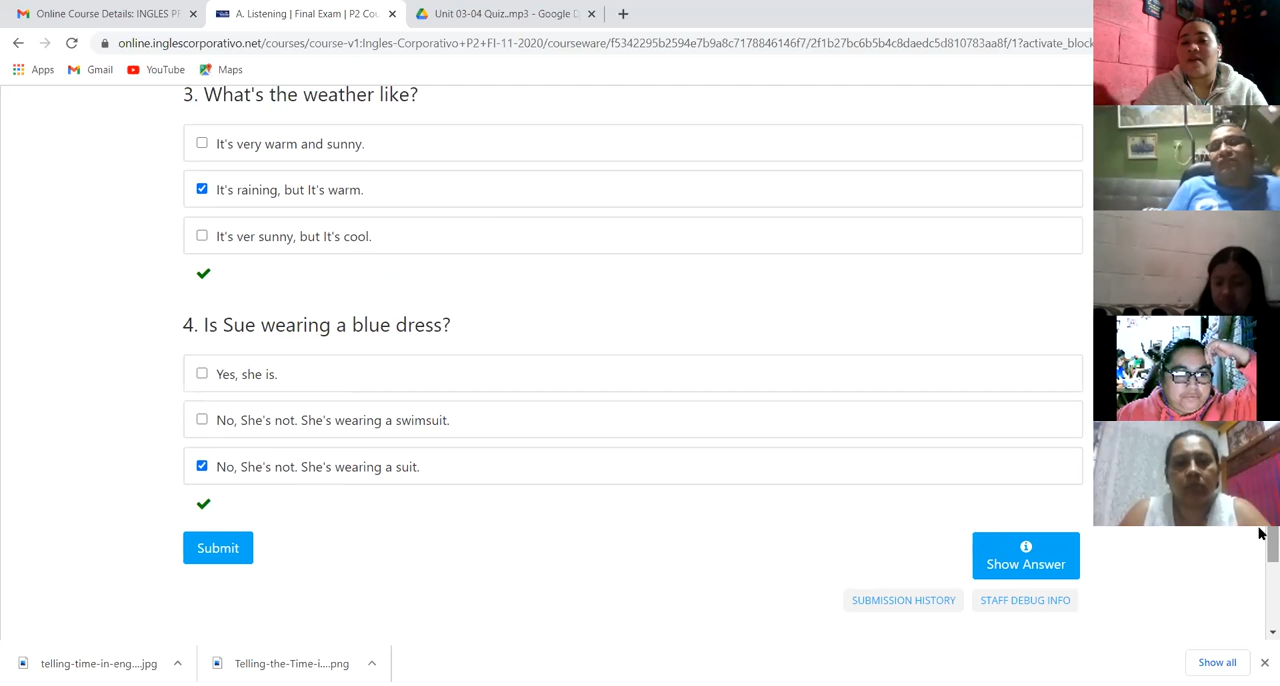 Online Course Details: INGLES PF
A. Listening | Final Exam | P2 Cou
Unit 03-04 Quiz..mp3 - Google D
online.inglescorporativo.net/courses/course-v1:Ingles-Corporativo+P2+FI-11-2020/courseware/f5342295b2594e7b9a8c7178846146f7/2f1b27bc6b5b4c8daedc5d810783aa8f/1?activate_block
Apps Gmail YouTube Maps
3. What's the weather like?
It's very warm and sunny.
It's raining, but It's warm.
It's ver sunny, but It's cool.
4. Is Sue wearing a blue dress?
Yes, she is.
No, She's not. She's wearing a swimsuit.
No, She's not. She's wearing a suit.
Submit
Show Answer
SUBMISSION HISTORY STAFF DEBUG INFO
telling-time-in-eng....jpg Telling-the-Time-i....png Show all